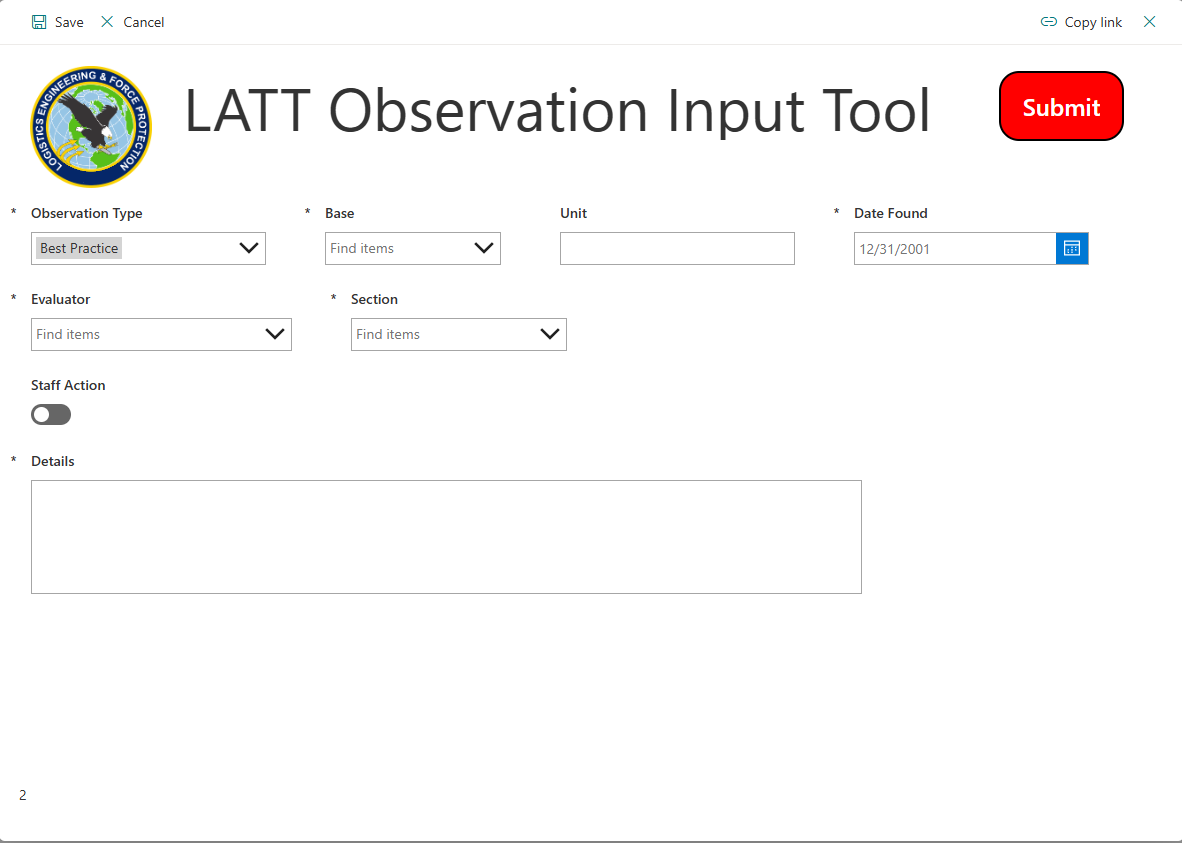 Save Cancel Copy link
LOGISTICS ENGINEERING & FORCE PROTECTION
LATT Observation Input Tool
Submit
* Observation Type * Base Unit * Date Found
Best Practice Find items 12/31/2001
* Evaluator * Section
Find items Find items
Staff Action
* Details
2